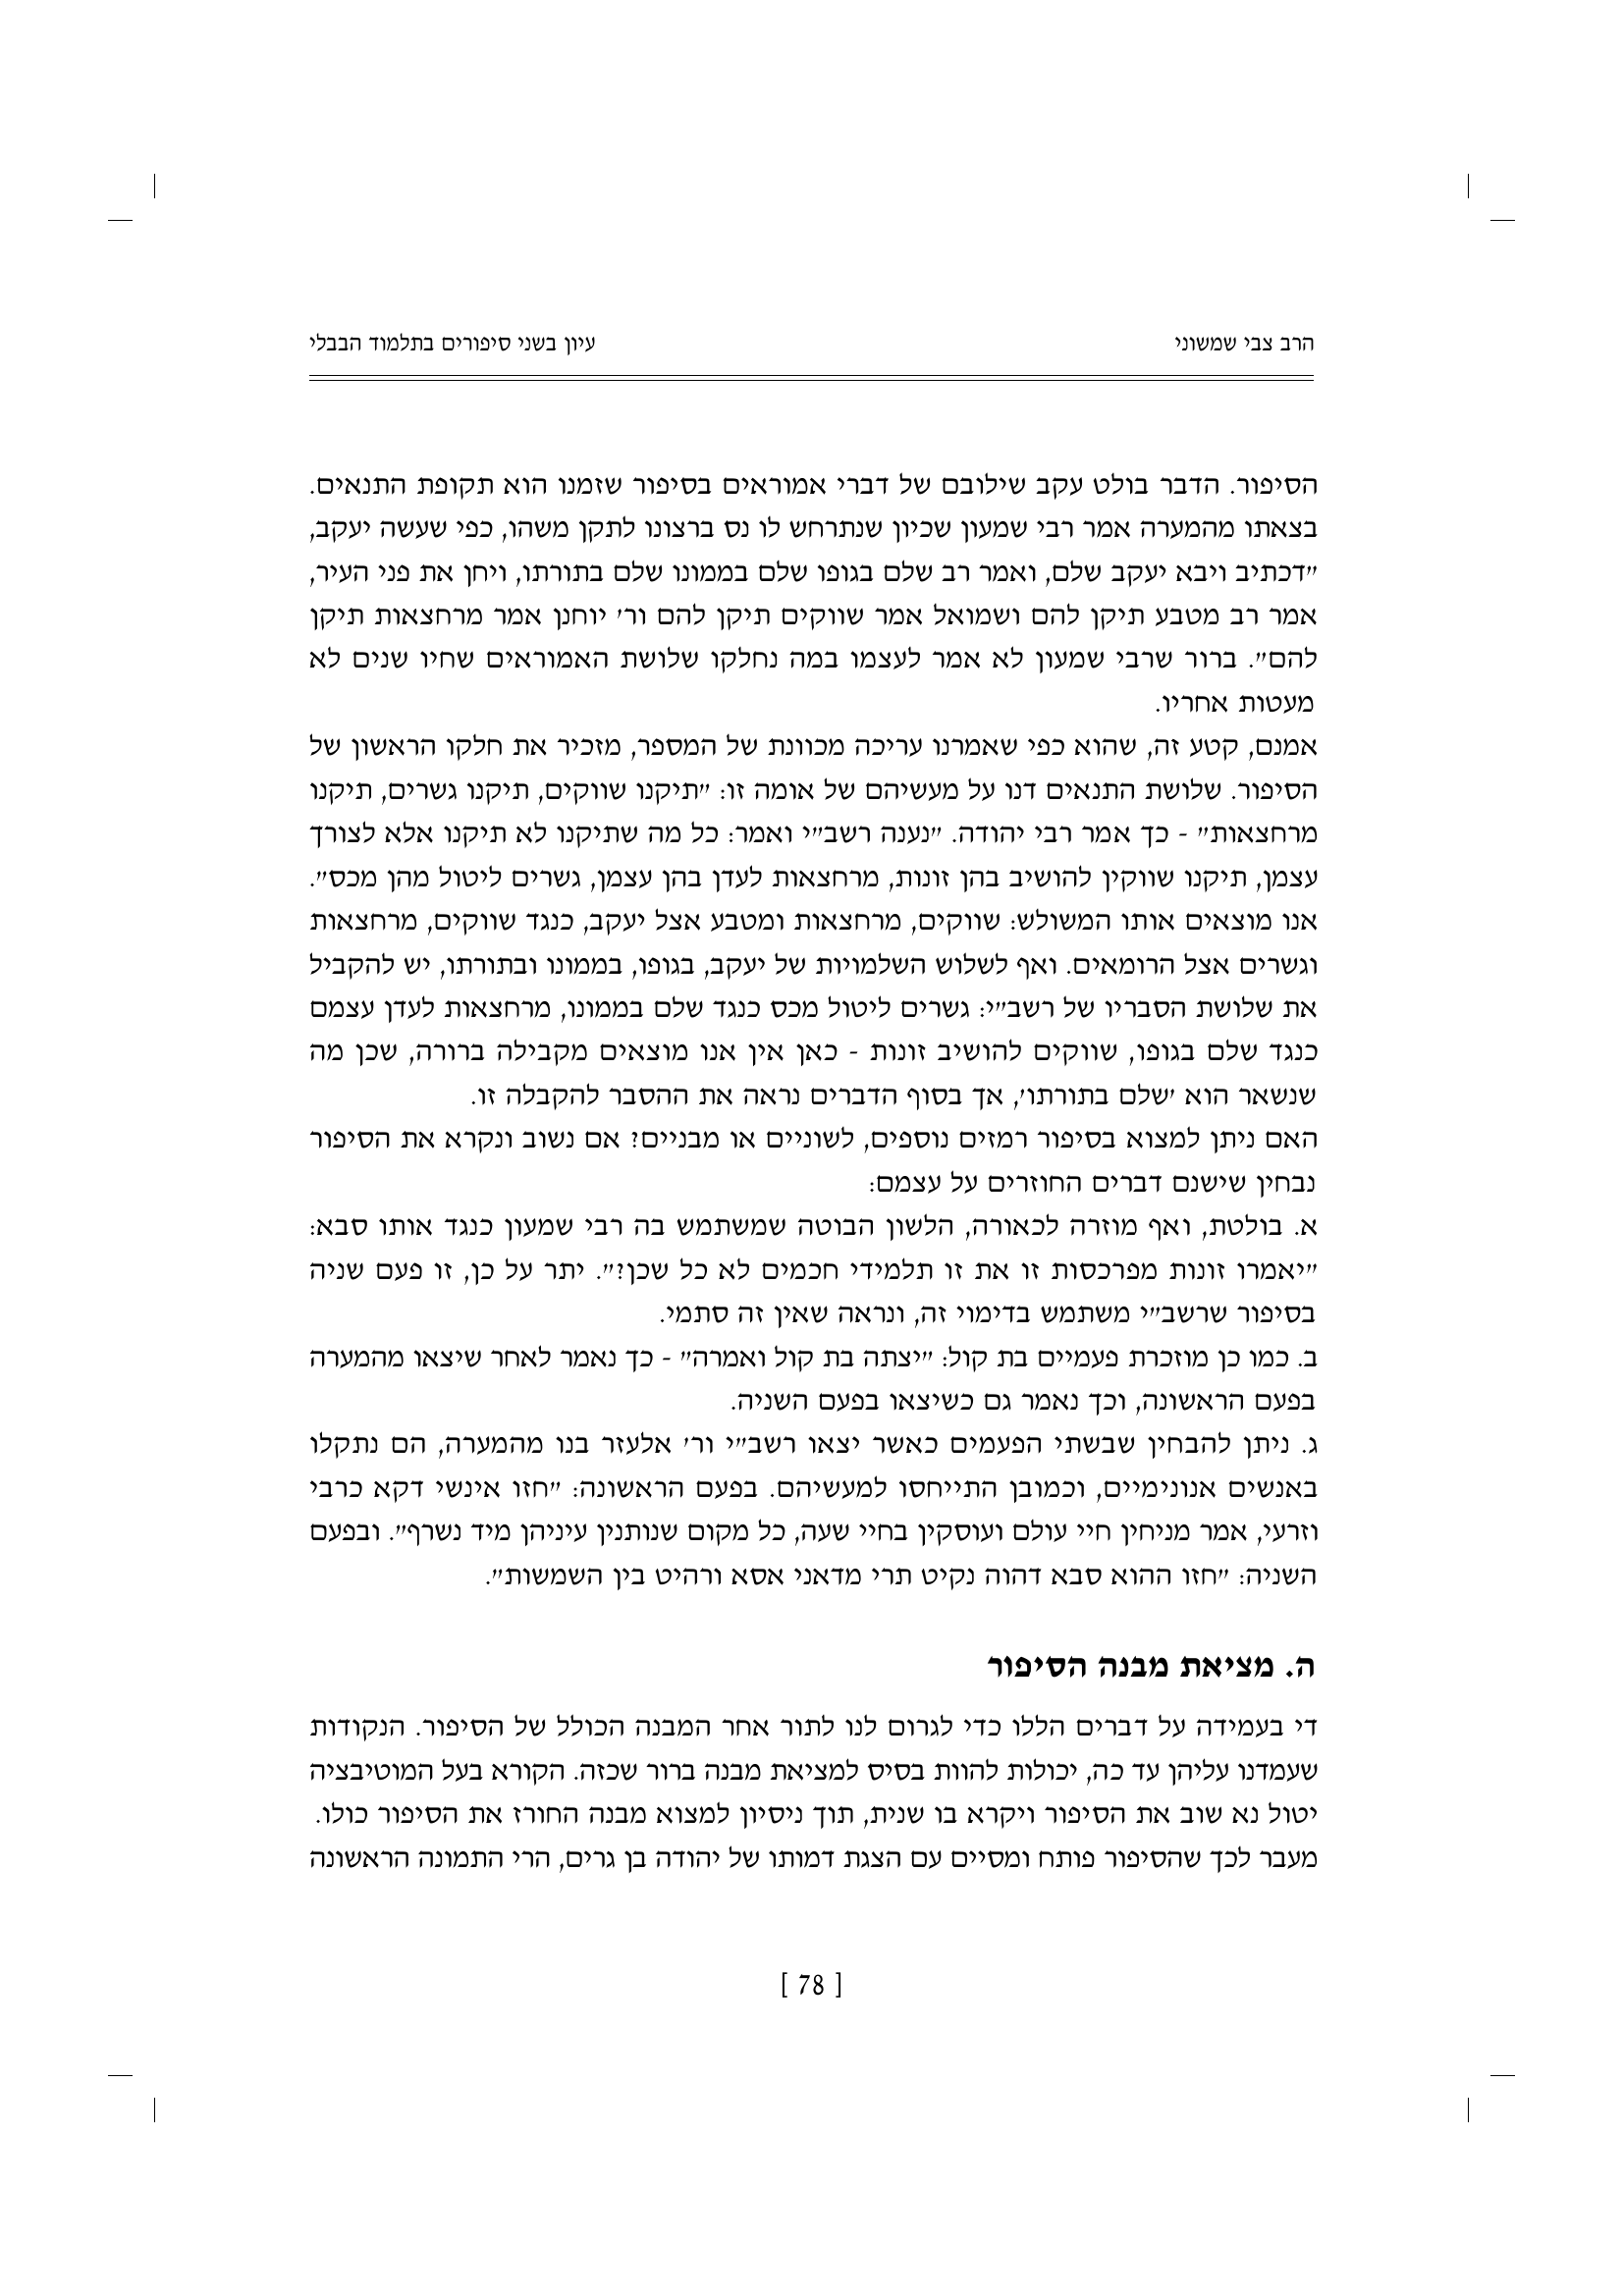 הרב צבי שמשוני
עיון בשני סיפורים בתלמוד הבבלי
הסיפור. הדבר בולט עקב שילובם של דברי אמוראים בסיפור שזמנו הוא תקופת התנאים.
בצאתו מהמערה אמר רבי שמעון שכיון שנתרחש לו נס ברצונו לתקן משהו, כפי שעשה יעקב,
״דכתיב ויבא יעקב שלם, ואמר רב שלם בגופו שלם בממונו שלם בתורתו, ויחן את פני העיר,
אמר רב מטבע תיקן להם ושמואל אמר שווקים תיקן להם ור׳ יוחנן אמר מרחצאות תיקן
להם״. ברור שרבי שמעון לא אמר לעצמו במה נחלקו שלושת האמוראים שחיו שנים לא
מעטות אחריו.
אמנם, קטע זה, שהוא כפי שאמרנו עריכה מכוונת של המספר, מזכיר את חלקו הראשון של
הסיפור. שלושת התנאים דנו על מעשיהם של אומה זו: ״תיקנו שווקים, תיקנו גשרים, תיקנו
מרחצאות״ - כך אמר רבי יהודה. ״נענה רשב״י ואמר: כל מה שתיקנו לא תיקנו אלא לצורך
עצמן, תיקנו שווקין להושיב בהן זונות, מרחצאות לעדן בהן עצמן, גשרים ליטול מהן מכס״.
אנו מוצאים אותו המשולש: שווקים, מרחצאות ומטבע אצל יעקב, כנגד שווקים, מרחצאות
וגשרים אצל הרומאים. ואף לשלוש השלמויות של יעקב, בגופו, בממונו ובתורתו, יש להקביל
את שלושת הסבריו של רשב״י: גשרים ליטול מכס כנגד שלם בממונו, מרחצאות לעדן עצמם
כנגד שלם בגופו, שווקים להושיב זונות - כאן אין אנו מוצאים מקבילה ברורה, שכן מה
שנשאר הוא ׳שלם בתורתו׳, אך בסוף הדברים נראה את ההסבר להקבלה זו.
האם ניתן למצוא בסיפור רמזים נוספים, לשוניים או מבניים? אם נשוב ונקרא את הסיפור
נבחין שישנם דברים החוזרים על עצמם:
א. בולטת, ואף מוזרה לכאורה, הלשון הבוטה שמשתמש בה רבי שמעון כנגד אותו סבא:
״יאמרו זונות מפרכסות זו את זו תלמידי חכמים לא כל שכן?״. יתר על כן, זו פעם שניה
בסיפור שרשב״י משתמש בדימוי זה, ונראה שאין זה סתמי.
ב. כמו כן מוזכרת פעמיים בת קול: ״יצתה בת קול ואמרה״ - כך נאמר לאחר שיצאו מהמערה
בפעם הראשונה, וכך נאמר גם כשיצאו בפעם השניה.
ג. ניתן להבחין שבשתי הפעמים כאשר יצאו רשב״י ור׳ אלעזר בנו מהמערה, הם נתקלו
באנשים אנונימיים, וכמובן התייחסו למעשיהם. בפעם הראשונה: ״חזו אינשי דקא כרבי
וזרעי, אמר מניחין חיי עולם ועוסקין בחיי שעה, כל מקום שנותנין עיניהן מיד נשרף״. ובפעם
השניה: ״חזו ההוא סבא דהוה נקיט תרי מדאני אסא ורהיט בין השמשות״.
ה. מציאת מבנה הסיפור
די בעמידה על דברים הללו כדי לגרום לנו לתור אחר המבנה הכולל של הסיפור. הנקודות
שעמדנו עליהן עד כה, יכולות להוות בסיס למציאת מבנה ברור שכזה. הקורא בעל המוטיבציה
יטול נא שוב את הסיפור ויקרא בו שנית, תוך ניסיון למצוא מבנה החורז את הסיפור כולו.
מעבר לכך שהסיפור פותח ומסיים עם הצגת דמותו של יהודה בן גרים, הרי התמונה הראשונה
[ 78 ]